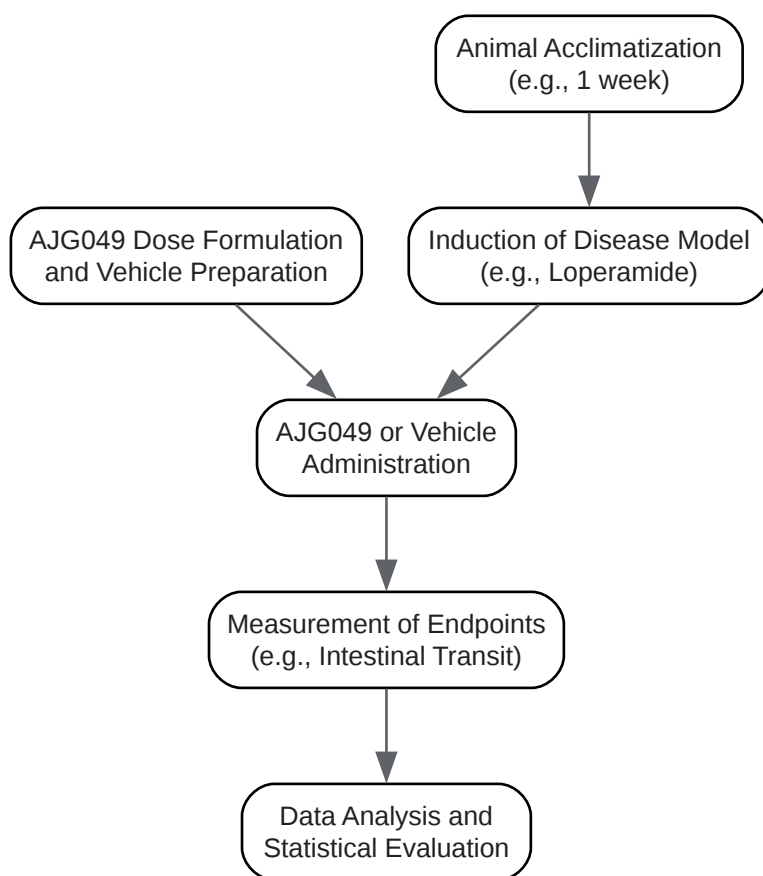 Animal Acclimatization
(e.g., 1 week)
AJG049 Dose Formulation
and Vehicle Preparation
Induction of Disease Model
(e.g., Loperamide)
AJG049 or Vehicle
Administration
Measurement of Endpoints
(e.g., Intestinal Transit)
Data Analysis and
Statistical Evaluation